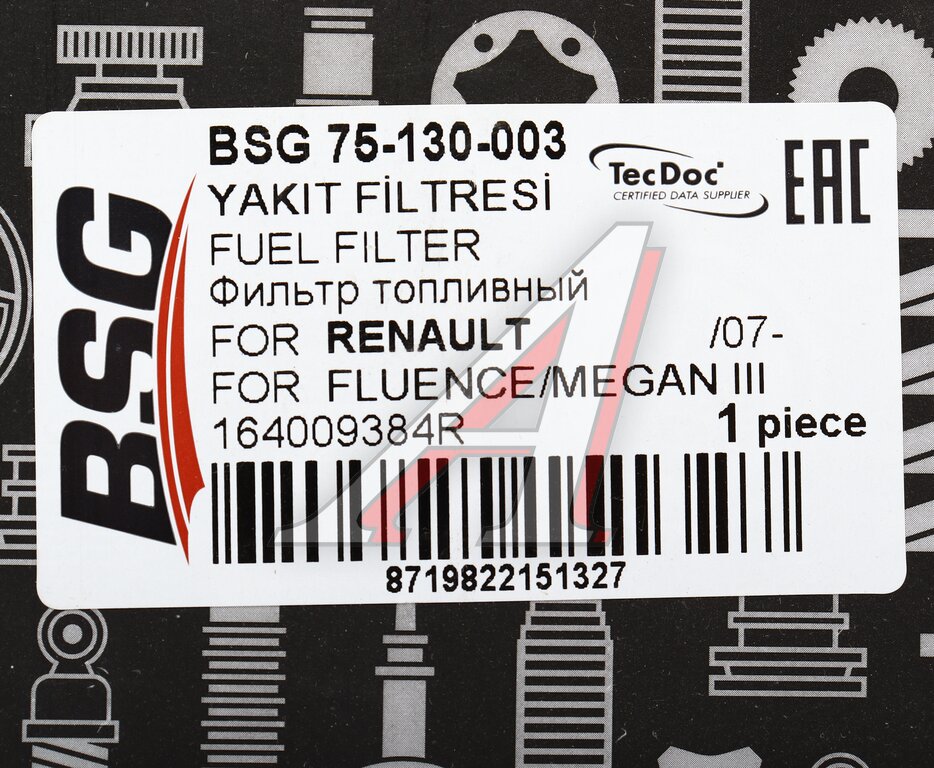 BSG
BSG 75-130-003
TecDoc
CERTIFIED DATA SUPPLIER
EAC
YAKIT FİLTRESİ
FUEL FILTER
Фильтр топливный
FOR RENAULT /07-
FOR FLUENCE/MEGAN III
164009384R 1 piece
8719822151327